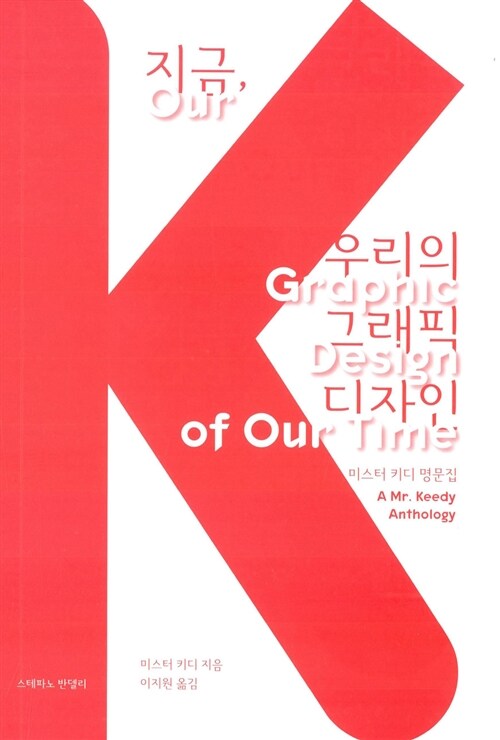 지금,
Our
우리의
Graphic
그래픽
Design
디자인
of Our Time
미스터 키디 명문집
A Mr. Keedy
Anthology
미스터 키디 지음
이지원 옮김
스테파노 반델리